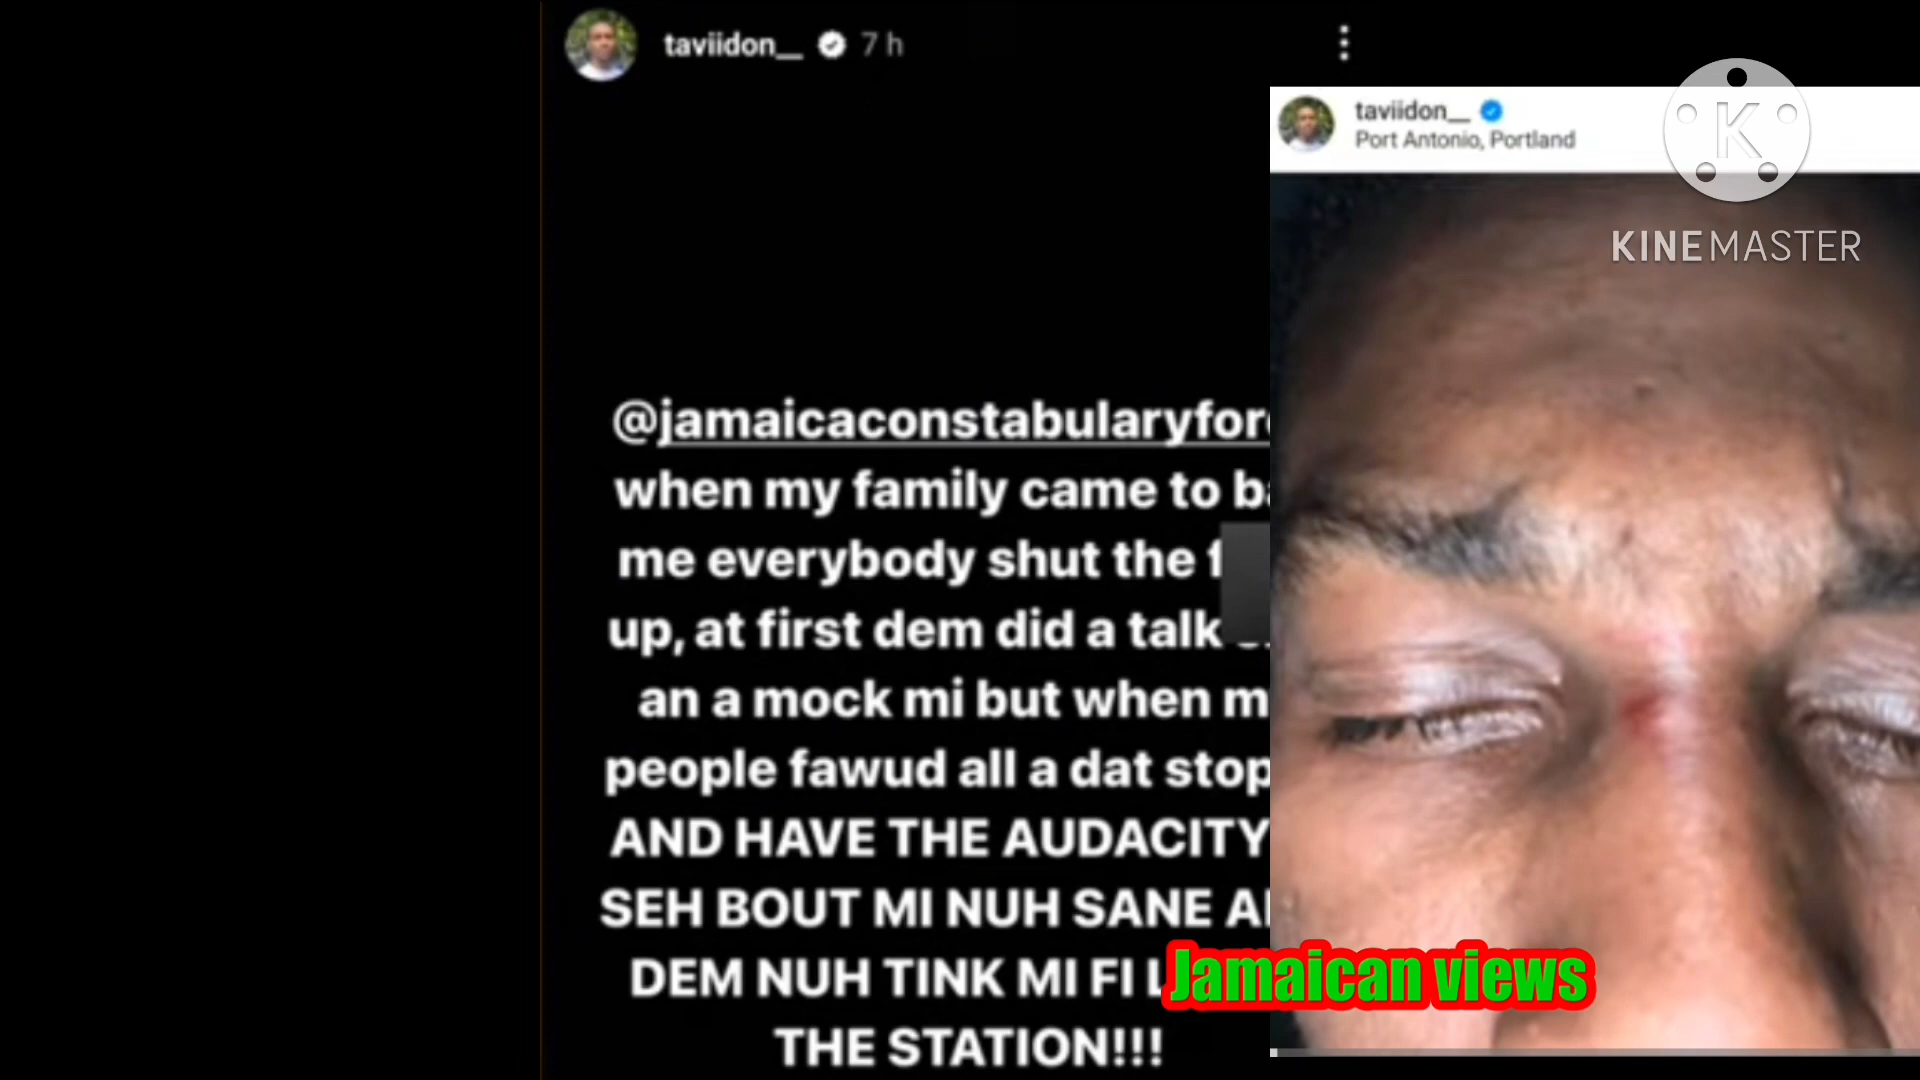 taviidon__ 7 h
@jamaicaconstabularyfor
when my family came to
me everybody shut the
up, at first dem did a talk
an a mock mi but when
people fawud all a dat stop
AND HAVE THE AUDACITY
SEH BOUT MI NUH SANE
DEM NUH TINK MI FI
THE STATION!!!
taviidon__
Port Antonio, Portland
K
KINEMASTER
Jamaican views